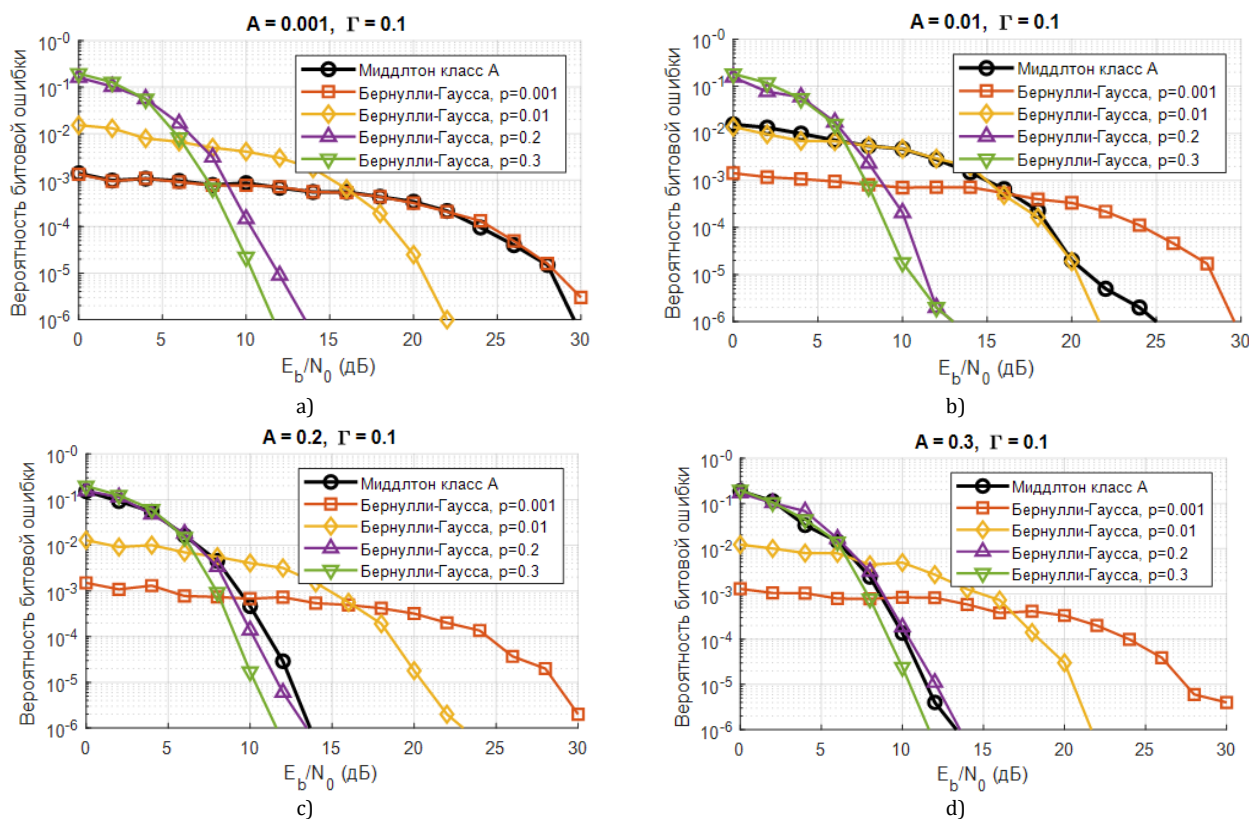 A = 0.001, Γ = 0.1
Вероятность битовой ошибки
10^-0
10^-1
10^-2
10^-3
10^-4
10^-5
10^-6
Миддлтон класс А
Бернулли-Гаусса, p=0.001
Бернулли-Гаусса, p=0.01
Бернулли-Гаусса, p=0.2
Бернулли-Гаусса, p=0.3
0 5 10 15 20 25 30
E_b/N_0 (дБ)
a)
A = 0.01, Γ = 0.1
Вероятность битовой ошибки
10^-0
10^-1
10^-2
10^-3
10^-4
10^-5
10^-6
Миддлтон класс А
Бернулли-Гаусса, p=0.001
Бернулли-Гаусса, p=0.01
Бернулли-Гаусса, p=0.2
Бернулли-Гаусса, p=0.3
0 5 10 15 20 25 30
E_b/N_0 (дБ)
b)
A = 0.2, Γ = 0.1
Вероятность битовой ошибки
10^-0
10^-1
10^-2
10^-3
10^-4
10^-5
10^-6
Миддлтон класс А
Бернулли-Гаусса, p=0.001
Бернулли-Гаусса, p=0.01
Бернулли-Гаусса, p=0.2
Бернулли-Гаусса, p=0.3
0 5 10 15 20 25 30
E_b/N_0 (дБ)
c)
A = 0.3, Γ = 0.1
Вероятность битовой ошибки
10^-0
10^-1
10^-2
10^-3
10^-4
10^-5
10^-6
Миддлтон класс А
Бернулли-Гаусса, p=0.001
Бернулли-Гаусса, p=0.01
Бернулли-Гаусса, p=0.2
Бернулли-Гаусса, p=0.3
0 5 10 15 20 25 30
E_b/N_0 (дБ)
d)